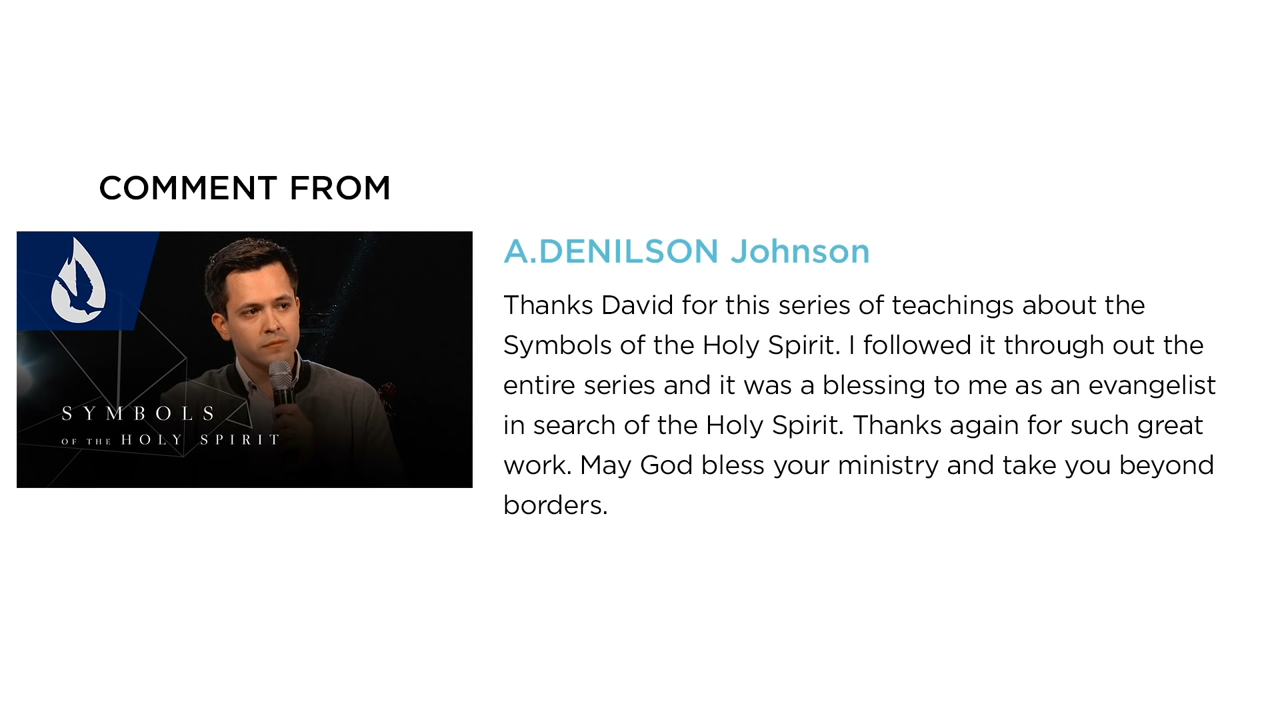 COMMENT FROM
SYMBOLS
OF THE HOLY SPIRIT
A.DENILSON Johnson
Thanks David for this series of teachings about the
Symbols of the Holy Spirit. I followed it through out the
entire series and it was a blessing to me as an evangelist
in search of the Holy Spirit. Thanks again for such great
work. May God bless your ministry and take you beyond
borders.